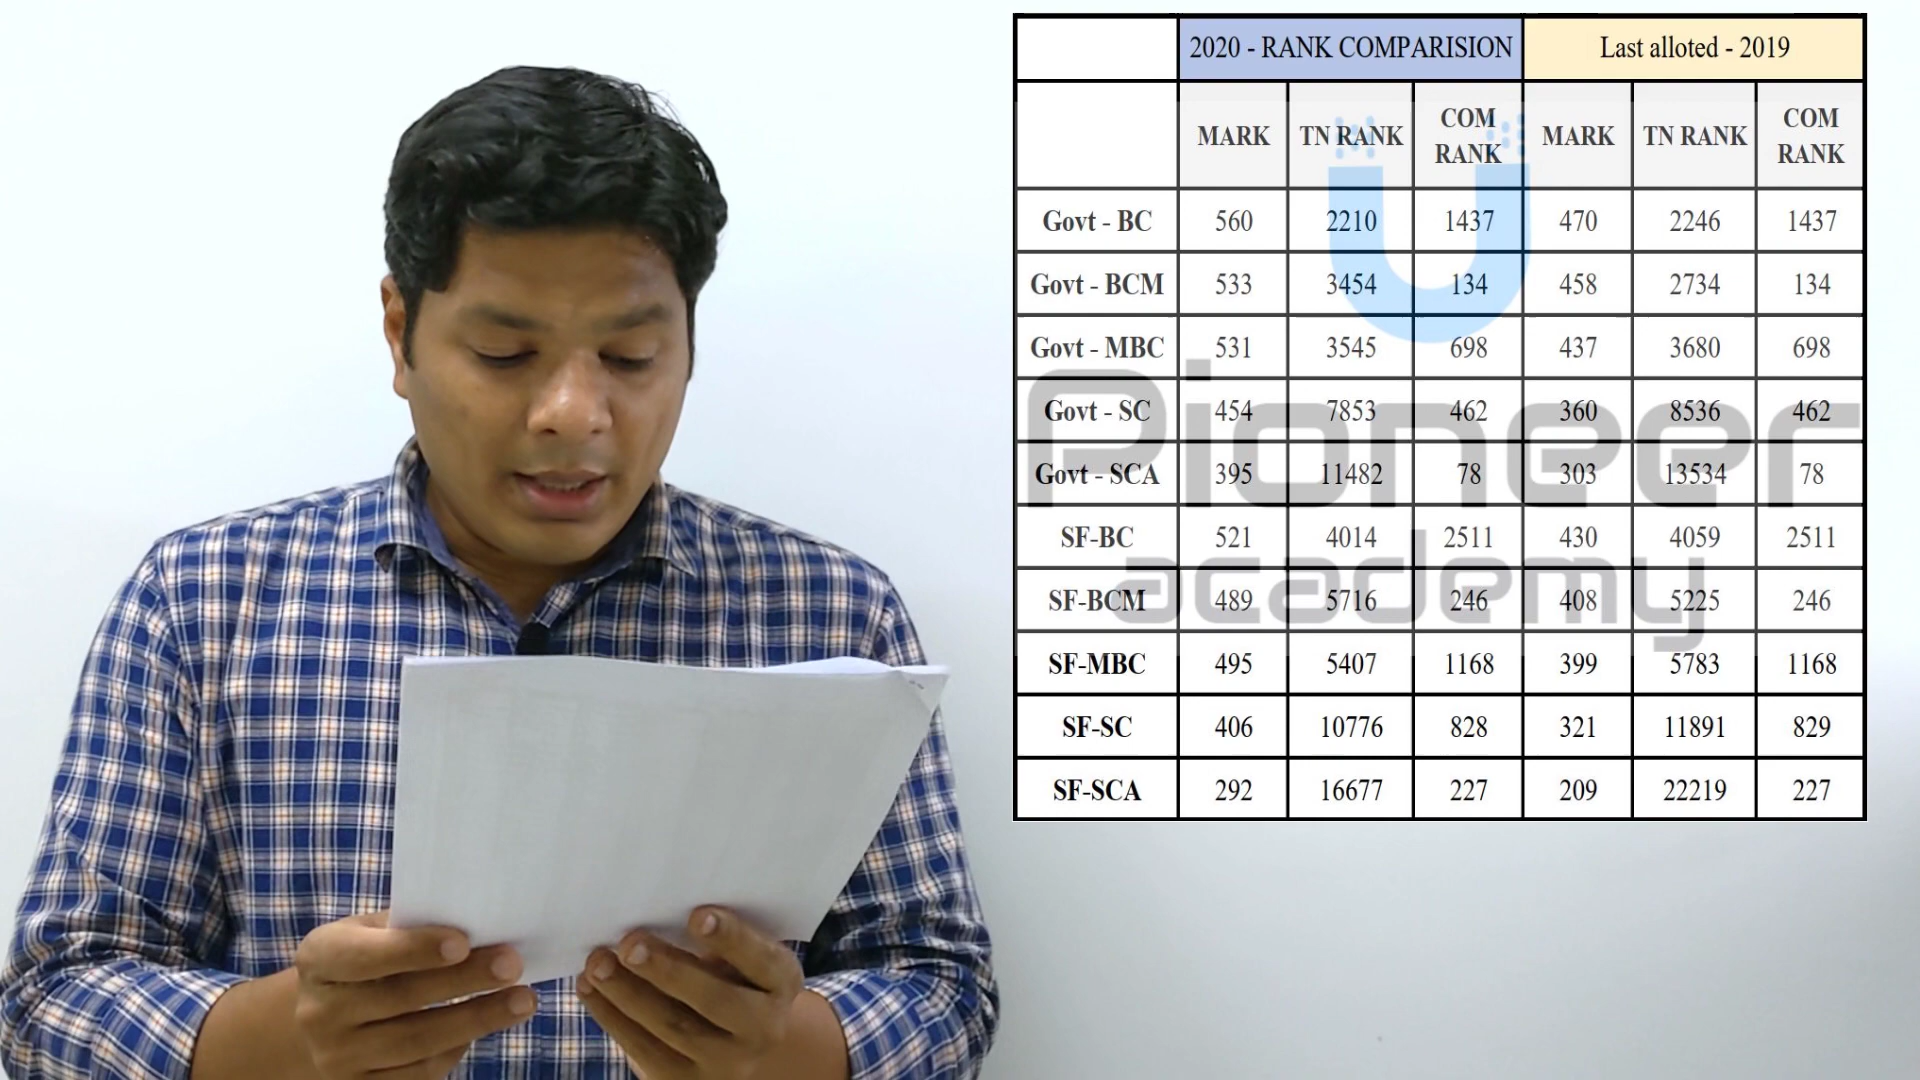 2020 - RANK COMPARISION Last alloted - 2019
MARK TN RANK COM RANK MARK TN RANK COM RANK
Govt - BC 560 2210 1437 470 2246 1437
Govt - BCM 533 3454 134 458 2734 134
Govt - MBC 531 3545 698 437 3680 698
Govt - SC 454 7853 462 360 8536 462
Govt - SCA 395 11482 78 303 13534 78
SF-BC 521 4014 2511 430 4059 2511
SF-BCM 489 5716 246 408 5225 246
SF-MBC 495 5407 1168 399 5783 1168
SF-SC 406 10776 828 321 11891 829
SF-SCA 292 16677 227 209 22219 227
Pioneer
academy